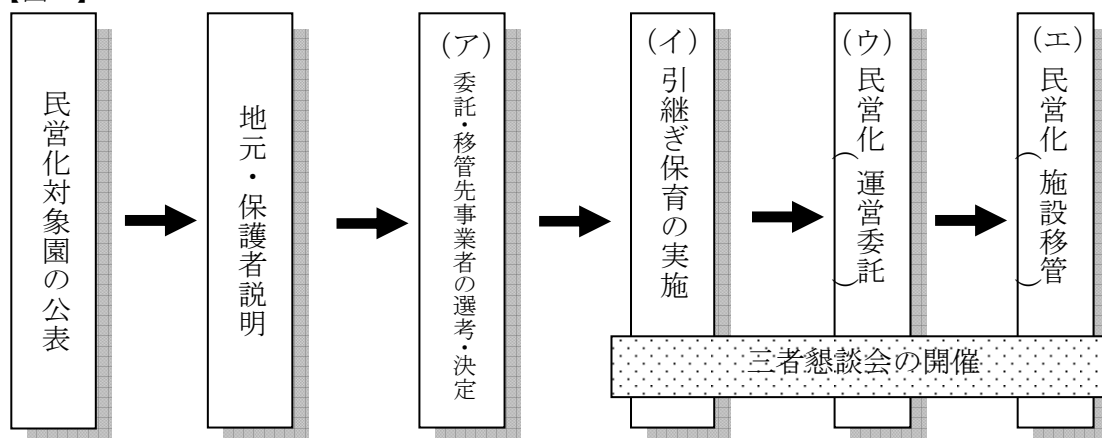 民営化対象園の公表
地元・保護者説明
(ア)
委託・移管先事業者の選考・決定
(イ)
引継ぎ保育の実施
(ウ)
民営化(運営委託)
(エ)
民営化(施設移管)
三者懇談会の開催